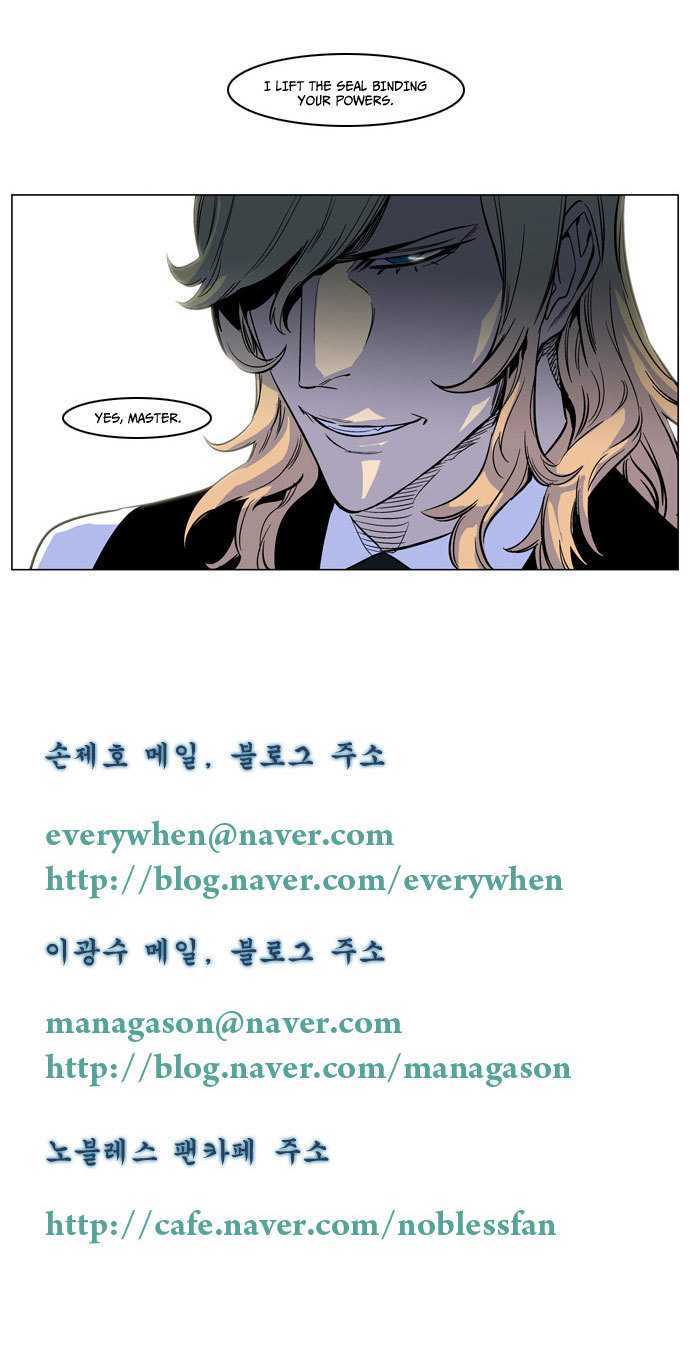 I LIFT THE SEAL BINDING
YOUR POWERS.
YES, MASTER.
손제호 메일, 블로그 주소
everywhen@naver.com
http://blog.naver.com/everywhen
이광수 메일, 블로그 주소
managason@naver.com
http://blog.naver.com/managason
노블레스 팬카페 주소
http://cafe.naver.com/noblessfan